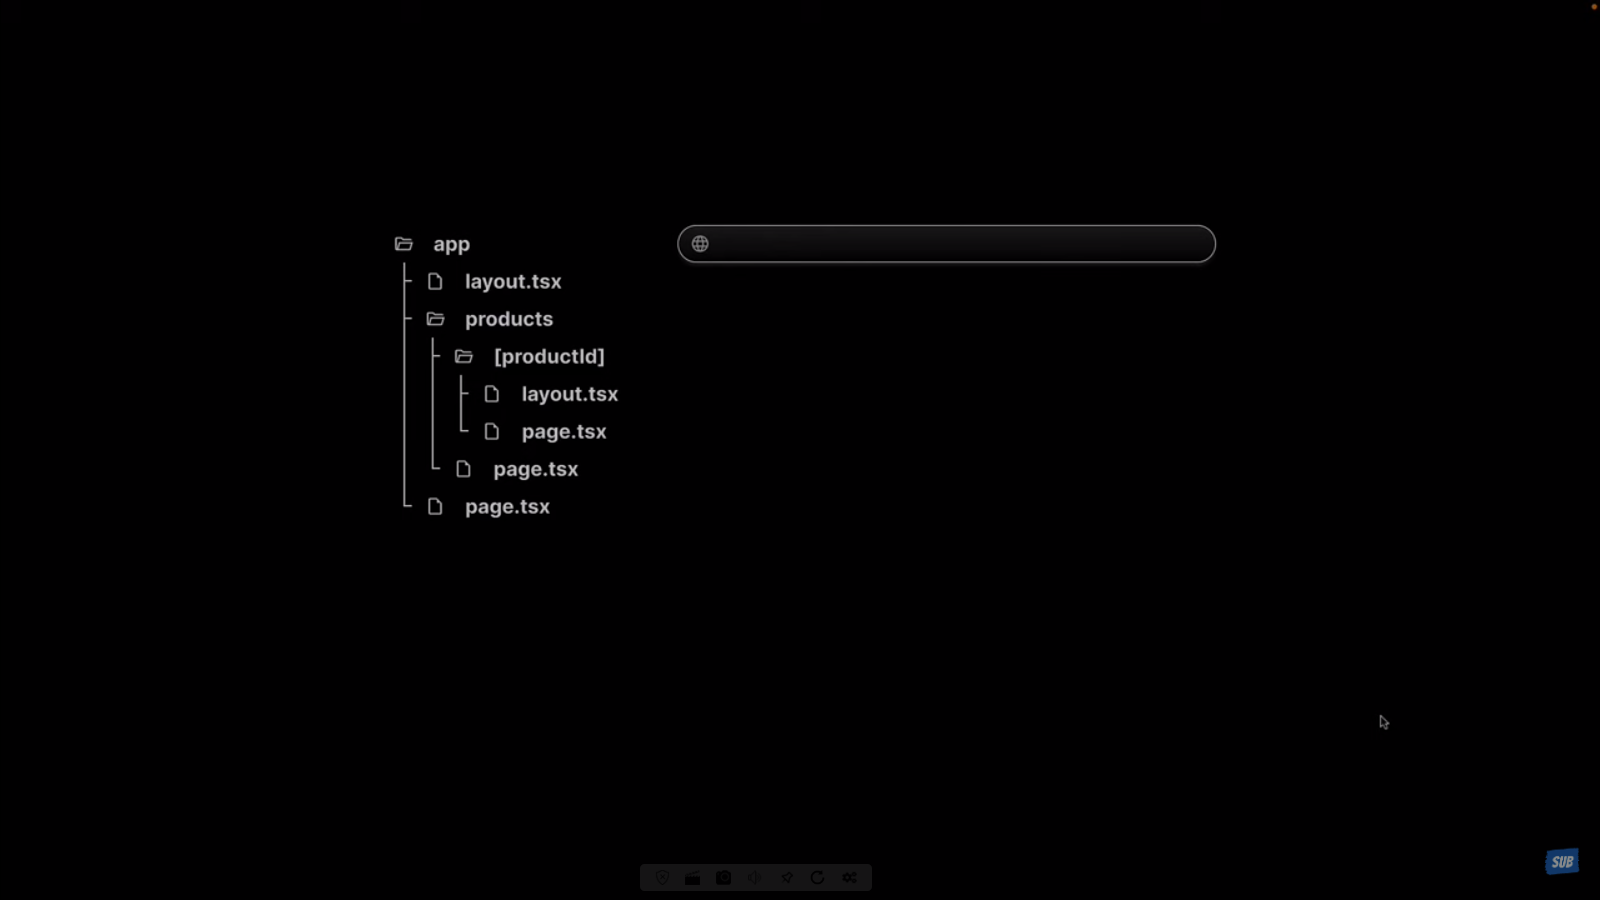 app
layout.tsx
products
[productId]
layout.tsx
page.tsx
page.tsx
page.tsx
SUB